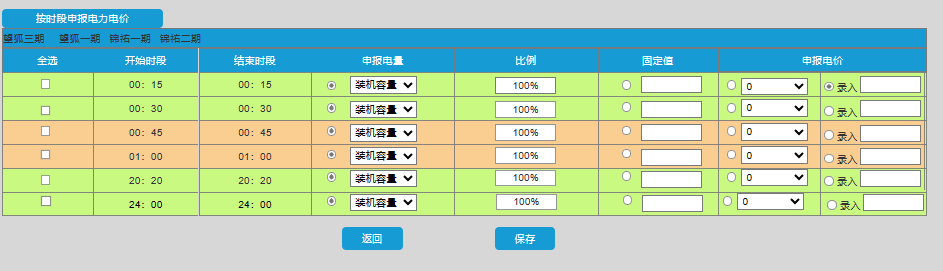 按时段申报电力电价
望狐三期 望狐一期 锦祐一期 锦祐二期
全选 开始时段 结束时段 申报电量 比例 固定值 申报电价
00：15 00：15 装机容量 100% 0 录入
00：30 00：30 装机容量 100% 0 录入
00：45 00：45 装机容量 100% 0 录入
01：00 01：00 装机容量 100% 0 录入
20：20 20：20 装机容量 100% 0 录入
24：00 24：00 装机容量 100% 0 录入
返回 保存